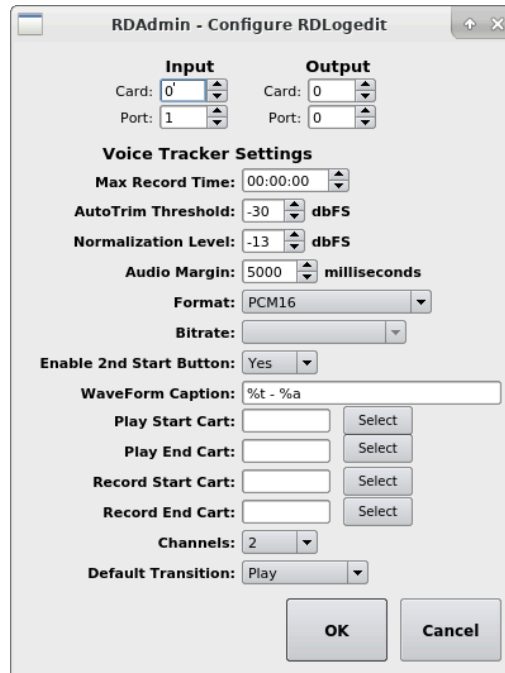 RDAdmin - Configure RDLogedit
Input Output
Card: 0 Card: 0
Port: 1 Port: 0
Voice Tracker Settings
Max Record Time: 00:00:00
AutoTrim Threshold: -30 dbFS
Normalization Level: -13 dbFS
Audio Margin: 5000 milliseconds
Format: PCM16
Bitrate:
Enable 2nd Start Button: Yes
WaveForm Caption: %t - %a
Play Start Cart: Select
Play End Cart: Select
Record Start Cart: Select
Record End Cart: Select
Channels: 2
Default Transition: Play
OK Cancel